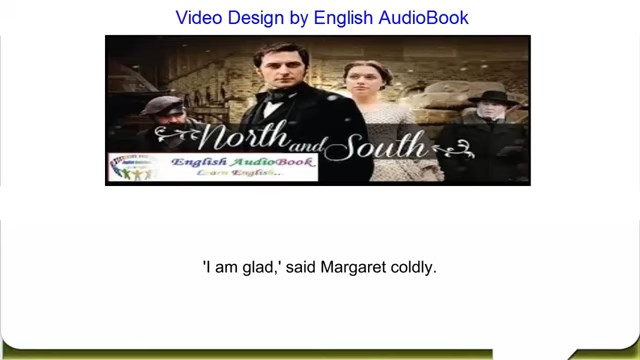 Video Design by English AudioBook
North and South
English AudioBook
Learn English...
'I am glad,' said Margaret coldly.